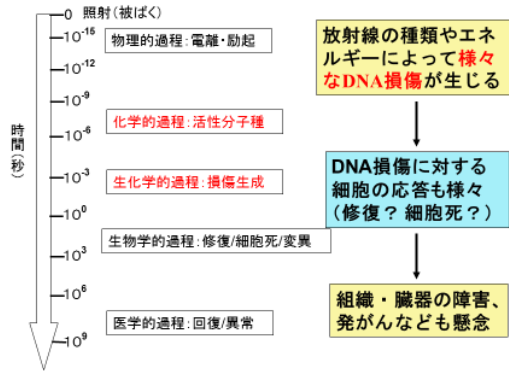 0 照射(被ばく)
10⁻¹⁵
物理的過程:電離・励起
10⁻¹²
10⁻⁹
化学的過程:活性分子種
10⁻⁶
時間(秒)
10⁻³
生化学的過程:損傷生成
10⁰
生物学的過程:修復/細胞死/変異
10³
10⁶
医学的過程:回復/異常
10⁹
放射線の種類やエネ
ルギーによって様々
なDNA損傷が生じる
DNA損傷に対する
細胞の応答も様々
(修復?細胞死?)
組織・臓器の障害、
発がんなども懸念